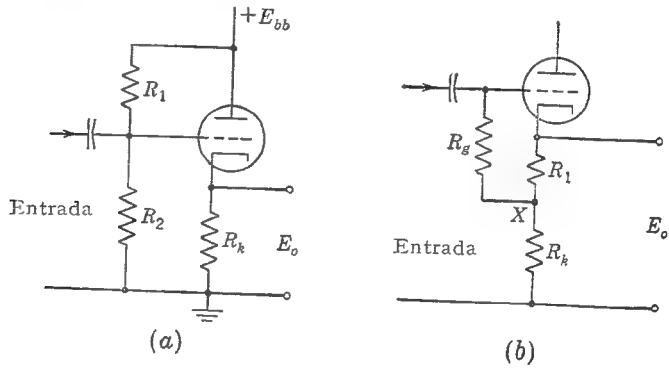 +E_bb
R_1
Entrada
R_2
R_k
E_o
(a)
R_g
R_1
X
Entrada
R_k
E_o
(b)